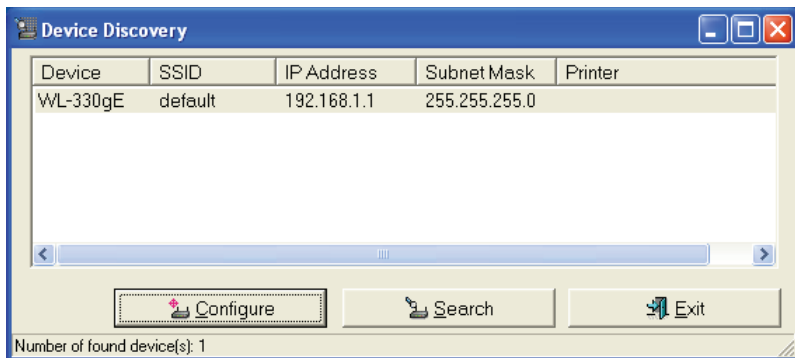 Device Discovery
Device SSID IP Address Subnet Mask Printer
WL-330gE default 192.168.1.1 255.255.255.0
Configure Search Exit
Number of found device(s): 1